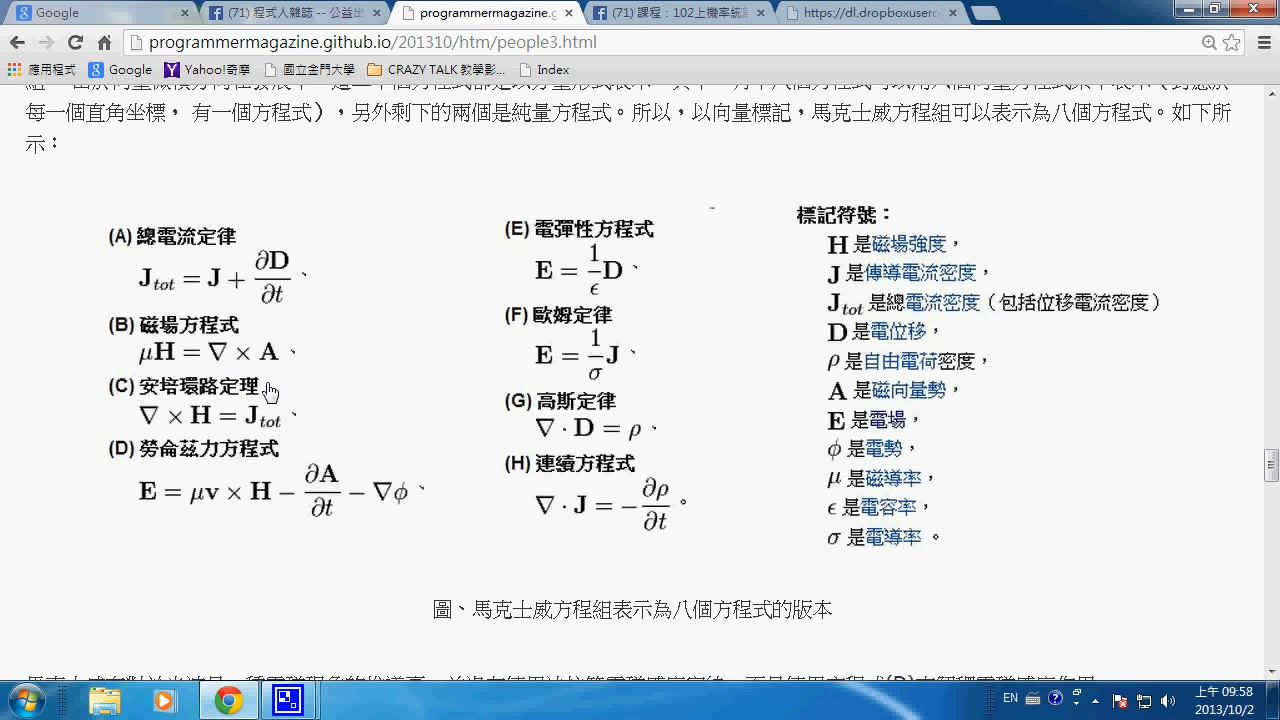 Google
(71) 程式人雜誌 -- 公益出
programmermagazine.g
(71) 課程：102上機率統計
https://dl.dropboxuserco
programmermagazine.github.io/201310/htm/people3.html
應用程式 Google Yahoo!奇摩 國立金門大學 CRAZY TALK 教學影... Index
每一個直角坐標， 有一個方程式），另外剩下的兩個是純量方程式。所以，以向量標記，馬克士威方程組可以表示為八個方程式。如下所
示：
(A) 總電流定律
J_tot = J + ∂D/∂t 、
(B) 磁場方程式
μH = ∇ × A 、
(C) 安培環路定理
∇ × H = J_tot 、
(D) 勞倫茲力方程式
E = μv × H − ∂A/∂t − ∇ϕ 、
(E) 電彈性方程式
E = 1/ϵ D 、
(F) 歐姆定律
E = 1/σ J 、
(G) 高斯定律
∇ · D = ρ 、
(H) 連續方程式
∇ · J = −∂ρ/∂t 。
標記符號：
H 是磁場強度，
J 是傳導電流密度，
J_tot 是總電流密度（包括位移電流密度）
D 是電位移，
ρ 是自由電荷密度，
A 是磁向量勢，
E 是電場，
ϕ 是電勢，
μ 是磁導率，
ϵ 是電容率，
σ 是電導率 。
圖、馬克士威方程組表示為八個方程式的版本
EN
上午 09:58
2013/10/2